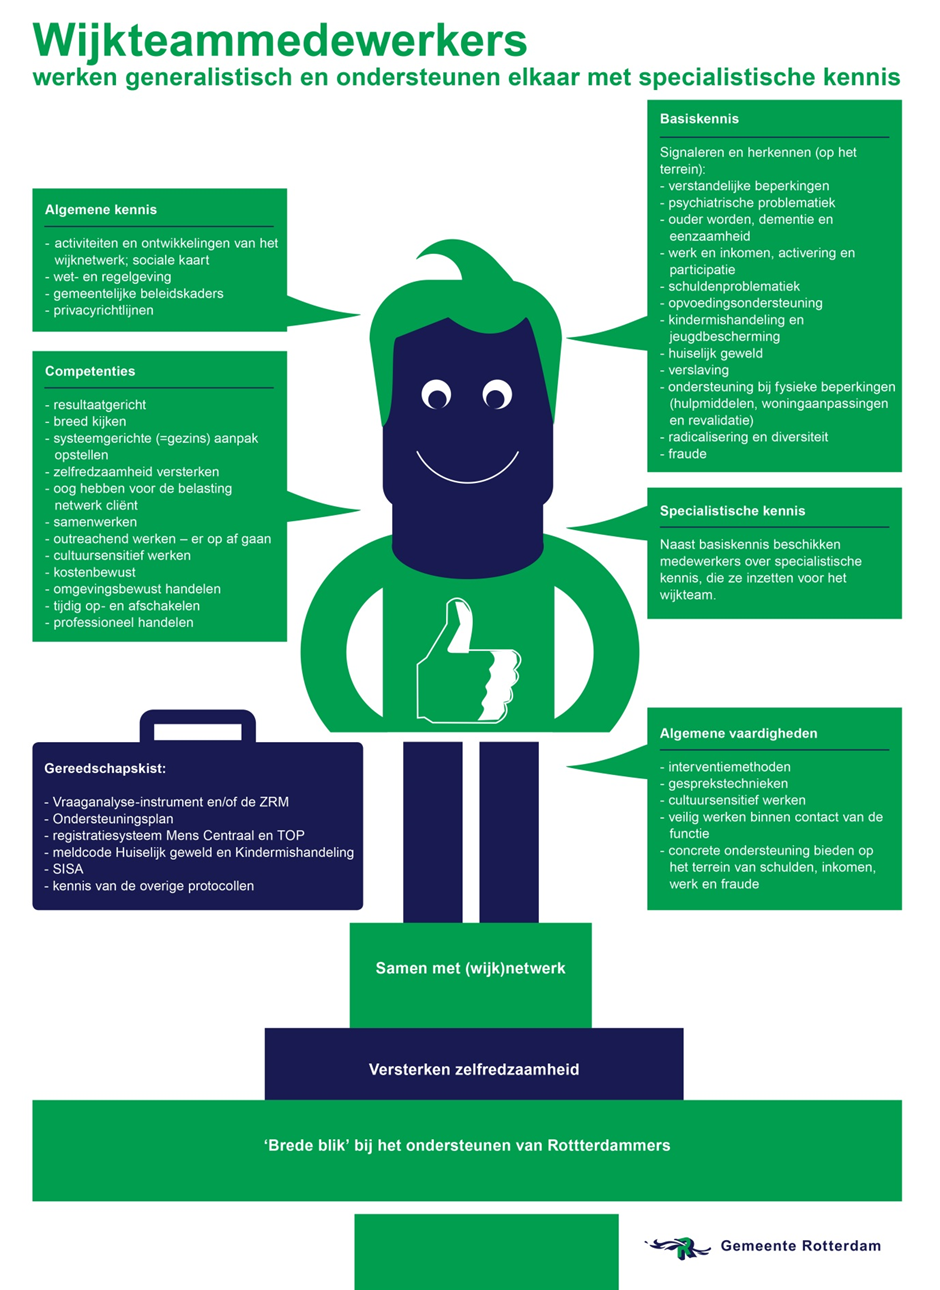 Wijkteammedewerkers
werken generalistisch en ondersteunen elkaar met specialistische kennis
Algemene kennis
- activiteiten en ontwikkelingen van het
wijknetwerk; sociale kaart
- wet- en regelgeving
- gemeentelijke beleidskaders
- privacyrichtlijnen
Competenties
- resultaatgericht
- breed kijken
- systeemgerichte (=gezins) aanpak
opstellen
- zelfredzaamheid versterken
- oog hebben voor de belasting
netwerk cliënt
- samenwerken
- outreachend werken – er op af gaan
- cultuursensitief werken
- kostenbewust
- omgevingsbewust handelen
- tijdig op- en afschakelen
- professioneel handelen
Basiskennis
Signaleren en herkennen (op het
terrein):
- verstandelijke beperkingen
- psychiatrische problematiek
- ouder worden, dementie en
eenzaamheid
- werk en inkomen, activering en
participatie
- schuldenproblematiek
- opvoedingsondersteuning
- kindermishandeling en
jeugdbescherming
- huiselijk geweld
- verslaving
- ondersteuning bij fysieke beperkingen
(hulpmiddelen, woningaanpassingen
en revalidatie)
- radicalisering en diversiteit
- fraude
Specialistische kennis
Naast basiskennis beschikken
medewerkers over specialistische
kennis, die ze inzetten voor het
wijkteam.
Gereedschapskist:
- Vraaganalyse-instrument en/of de ZRM
- Ondersteuningsplan
- registratiesysteem Mens Centraal en TOP
- meldcode Huiselijk geweld en Kindermishandeling
- SISA
- kennis van de overige protocollen
Algemene vaardigheden
- interventiemethoden
- gesprekstechnieken
- cultuursensitief werken
- veilig werken binnen contact van de
functie
- concrete ondersteuning bieden op
het terrein van schulden, inkomen,
werk en fraude
Samen met (wijk)netwerk
Versterken zelfredzaamheid
‘Brede blik’ bij het ondersteunen van Rottterdammers
Gemeente Rotterdam